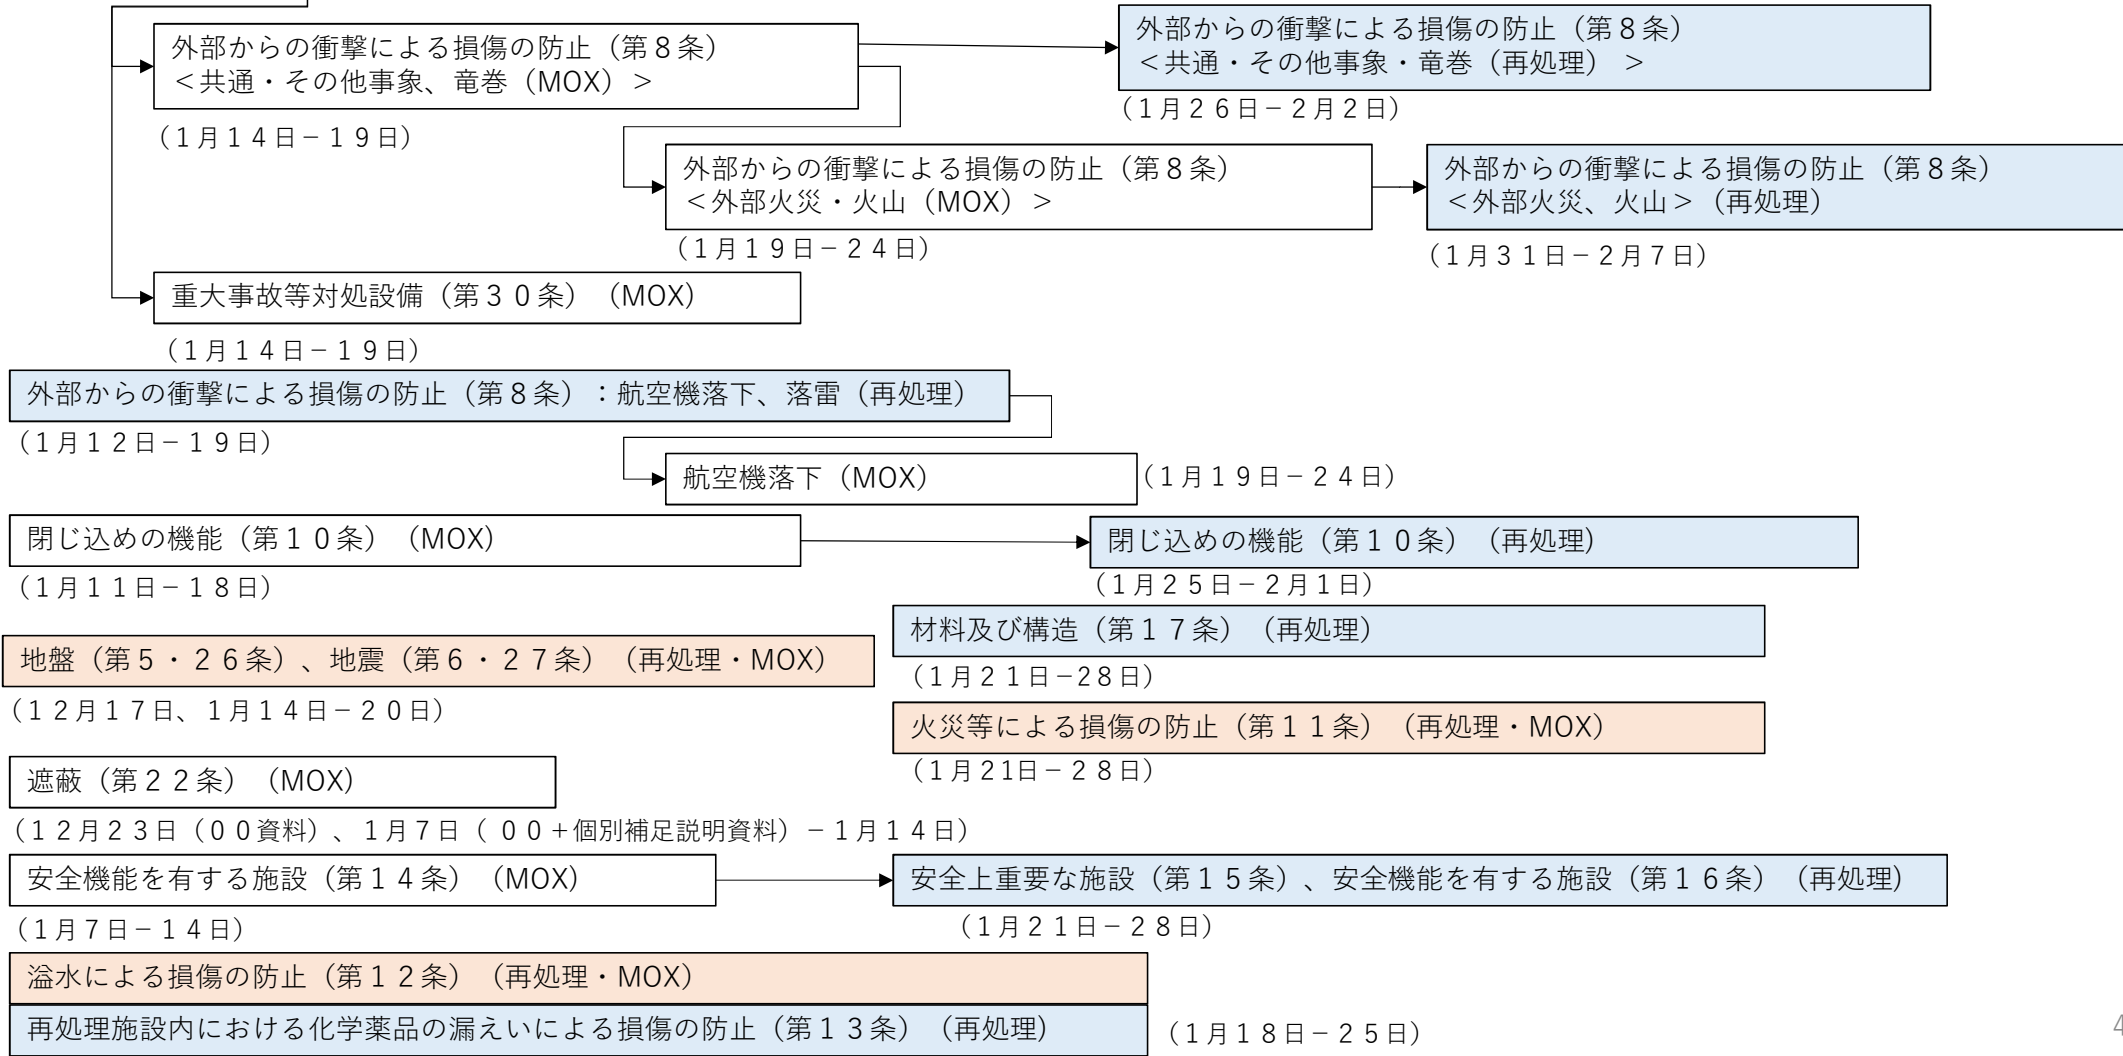 外部からの衝撃による損傷の防止（第８条）
＜共通・その他事象、竜巻（MOX）＞
（１月１４日－１９日）
外部からの衝撃による損傷の防止（第８条）
＜共通・その他事象・竜巻（再処理）＞
（１月２６日－２月２日）
外部からの衝撃による損傷の防止（第８条）
＜外部火災・火山（MOX）＞
（１月１９日－２４日）
外部からの衝撃による損傷の防止（第８条）
＜外部火災、火山＞（再処理）
（１月３１日－２月７日）
重大事故等対処設備（第３０条）（MOX）
（１月１４日－１９日）
外部からの衝撃による損傷の防止（第８条）：航空機落下、落雷（再処理）
（１月１２日－１９日）
航空機落下（MOX）
（１月１９日－２４日）
閉じ込めの機能（第１０条）（MOX）
（１月１１日－１８日）
閉じ込めの機能（第１０条）（再処理）
（１月２５日－２月１日）
材料及び構造（第１７条）（再処理）
（１月２１日－28日）
地盤（第５・２６条）、地震（第６・２７条）（再処理・MOX）
（１２月１７日、１月１４日－２０日）
火災等による損傷の防止（第１１条）（再処理・MOX）
（１月21日－２８日）
遮蔽（第２２条）（MOX）
（１２月２３日（００資料）、１月７日（００+個別補足説明資料）－１月１４日）
安全機能を有する施設（第１４条）（MOX）
（１月７日－１４日）
安全上重要な施設（第１５条）、安全機能を有する施設（第１６条）（再処理）
（１月２１日－２８日）
溢水による損傷の防止（第１２条）（再処理・MOX）
再処理施設内における化学薬品の漏えいによる損傷の防止（第１３条）（再処理）
（１月１８日－２５日）
4